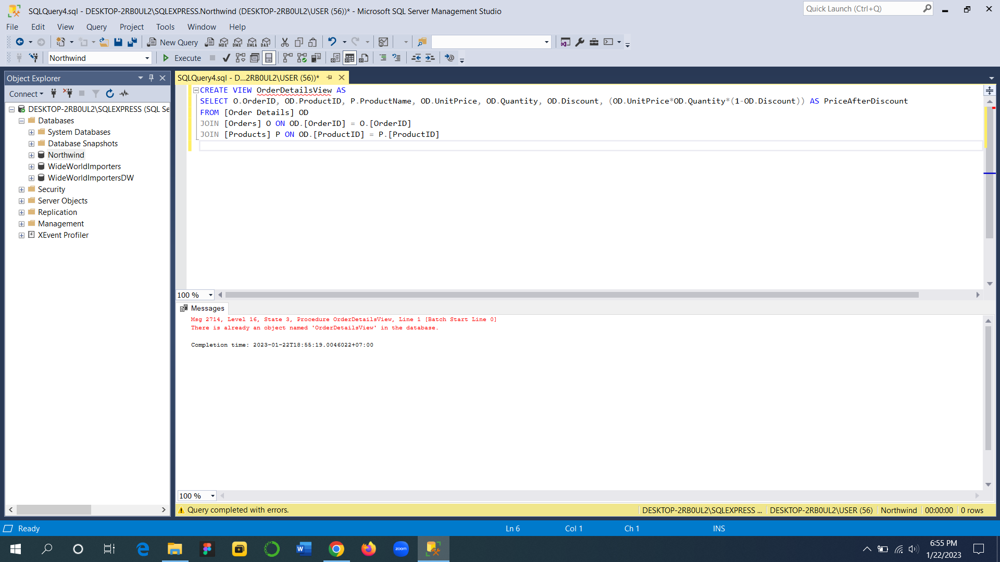 SQLQuery4.sql - DESKTOP-2RB0UL2\SQLEXPRESS.Northwind (DESKTOP-2RB0UL2\USER (56))* - Microsoft SQL Server Management Studio
Quick Launch (Ctrl+Q)
File Edit View Query Project Tools Window Help
New Query MDX DMX XMLA DAX
Northwind Execute
Object Explorer
Connect
DESKTOP-2RB0UL2\SQLEXPRESS (SQL Se
Databases
System Databases
Database Snapshots
Northwind
WideWorldImporters
WideWorldImportersDW
Security
Server Objects
Replication
Management
XEvent Profiler
SQLQuery4.sql - D...2RB0UL2\USER (56))*
CREATE VIEW OrderDetailsView AS
SELECT O.OrderID, OD.ProductID, P.ProductName, OD.UnitPrice, OD.Quantity, OD.Discount, (OD.UnitPrice*OD.Quantity*(1-OD.Discount)) AS PriceAfterDiscount
FROM [Order Details] OD
JOIN [Orders] O ON OD.[OrderID] = O.[OrderID]
JOIN [Products] P ON OD.[ProductID] = P.[ProductID]
100 %
Messages
Msg 2714, Level 16, State 3, Procedure OrderDetailsView, Line 1 [Batch Start Line 0]
There is already an object named 'OrderDetailsView' in the database.
Completion time: 2023-01-22T18:55:19.0046022+07:00
100 %
Query completed with errors.
DESKTOP-2RB0UL2\SQLEXPRESS ... DESKTOP-2RB0UL2\USER (56) Northwind 00:00:00 0 rows
Ready Ln 6 Col 1 Ch 1 INS
zoom
6:55 PM
1/22/2023